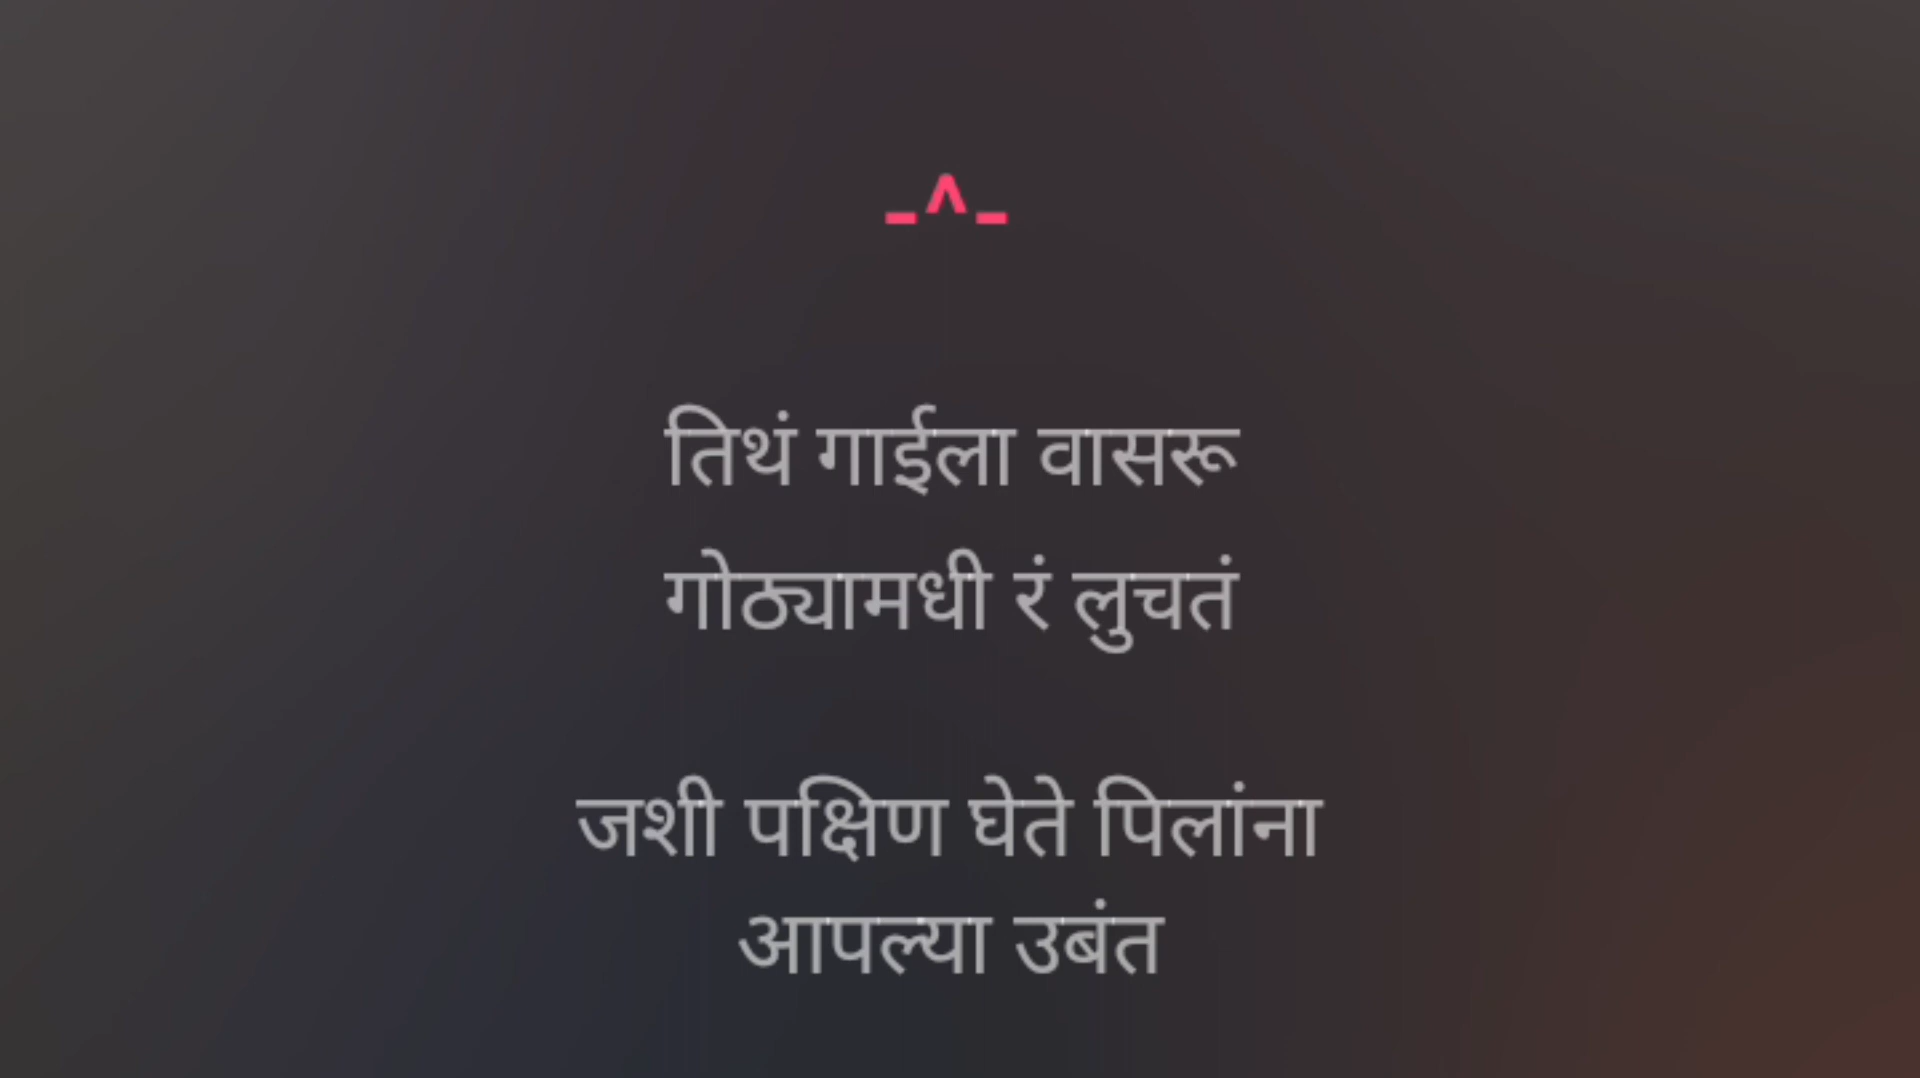 -^-
तिथं गाईला वासरू
गोठ्यामधी रं लुचतं
जशी पक्षिण घेते पिलांना
आपल्या उबंत